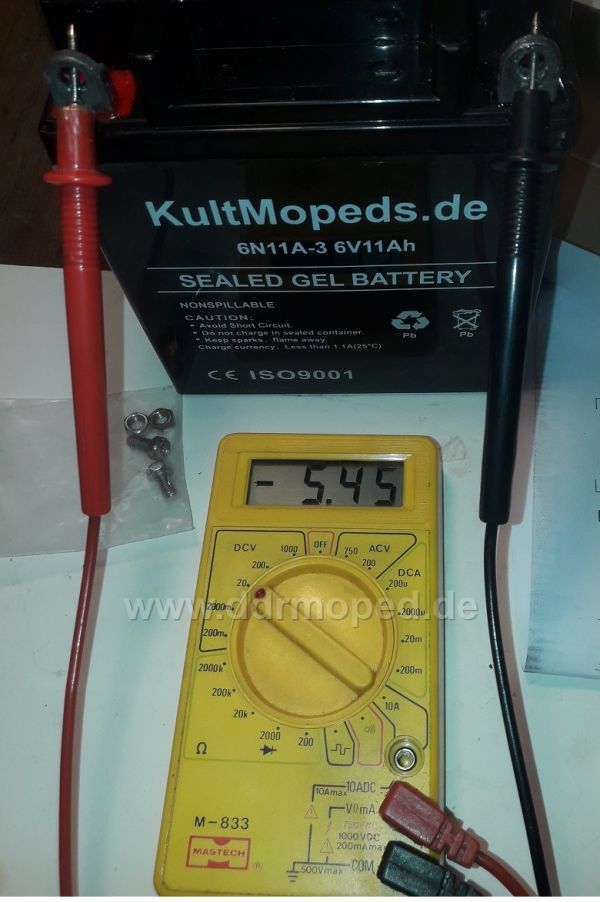 KultMopeds.de
6N11A-3 6V11Ah
SEALED GEL BATTERY
NONSPILLABLE
CAUTION:
* Avoid Short Circuit.
* Do not charge in sealed container.
* Keep sparks, flame away.
Charge currency: Less than 1.1A(25°C)
Pb
Pb
CE ISO9001
- 5.45
DCV 1000 OFF 750 ACV
200 200 DCA
20 200µ
www.ddrmoped.de
2000m 2000µ
200m 20m
2000k 200m
200k 10A
20k 2000 200
Ω
M-833
MASTECH ®
10Amax 10ADC
VΩmA
1000VDC
200mAmax
COM
500Vmax